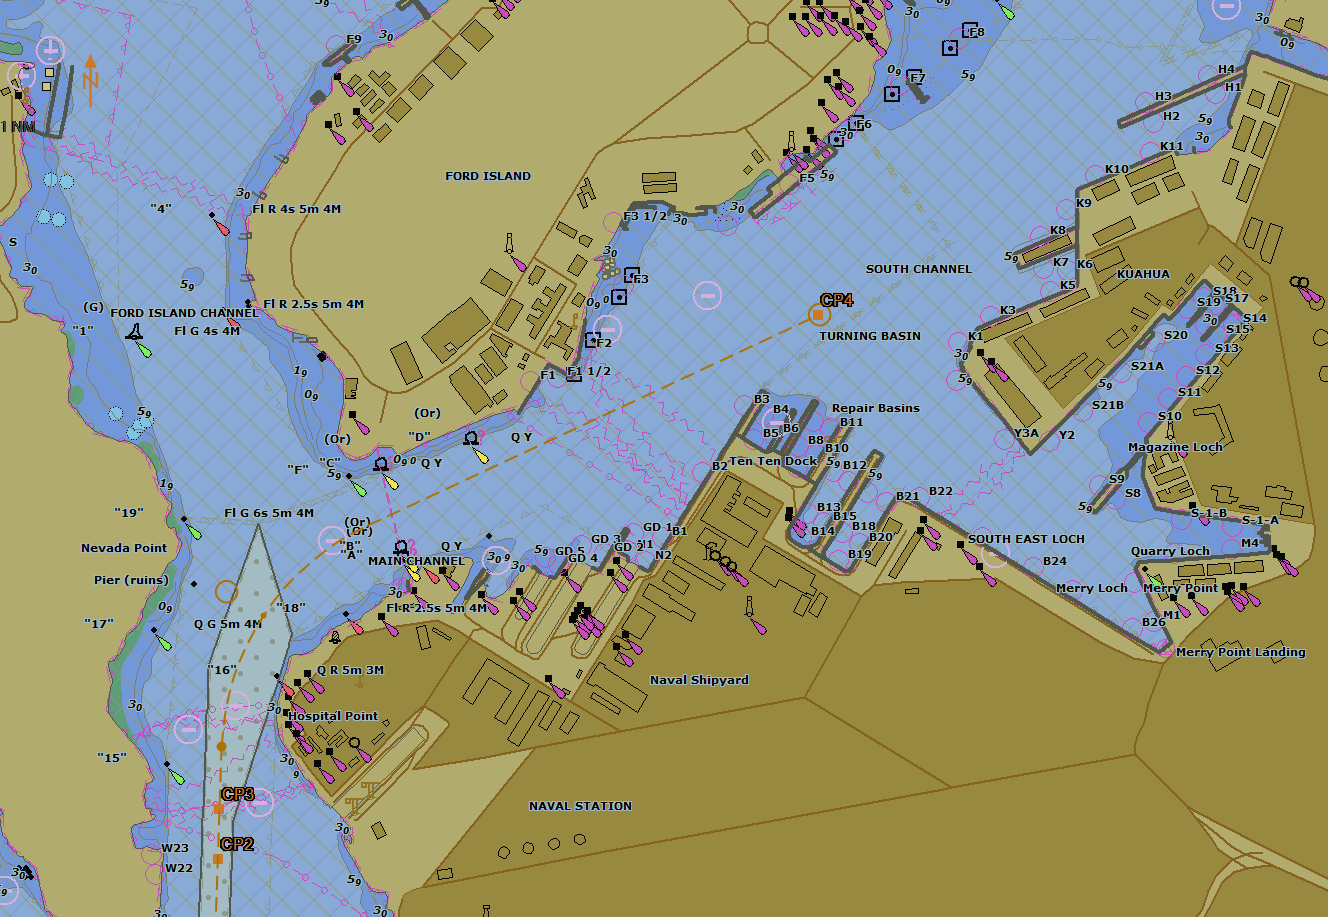 F9
F8
F7
H4
H3
H1
H2
F6
K11
K10
F5
1 NM
FORD ISLAND
"4"
Fl R 4s 5m 4M
F3 1/2
K9
K8
S
K7
K6
SOUTH CHANNEL
KUAHUA
F3
K5
S18
S17
S19
(G)
FORD ISLAND CHANNEL
Fl R 2.5s 5m 4M
CP4
K3
S14
"1"
Fl G 4s 4M
TURNING BASIN
K1
S15
S20
F2
S13
F1
F1 1/2
S21A
S12
S11
B3
B4
Repair Basins
S21B
S10
(Or)
B11
B5
B6
B8
"D"
Q Y
(Or)
B10
Y3A
Y2
Magazine Loch
"F"
"C"
Q Y
B2
Ten Ten Dock
B12
S9
S8
B21
B22
"19"
Fl G 6s 5m 4M
(Or)
(Or)
GD 1
B1
B13
B15
B14
B18
S-1-B
S-1-A
Nevada Point
"B"
"A"
Q Y
GD 3
GD 2
N1
N2
GD 5
GD 4
B20
B19
SOUTH EAST LOCH
M4
MAIN CHANNEL
B24
Quarry Loch
Pier (ruins)
Merry Loch
Merry Point
"18"
Fl R 2.5s 5m 4M
"17"
Q G 5m 4M
M1
B26
"16"
Q R 5m 3M
Naval Shipyard
Merry Point Landing
Hospital Point
"15"
CP3
NAVAL STATION
CP2
W23
W22